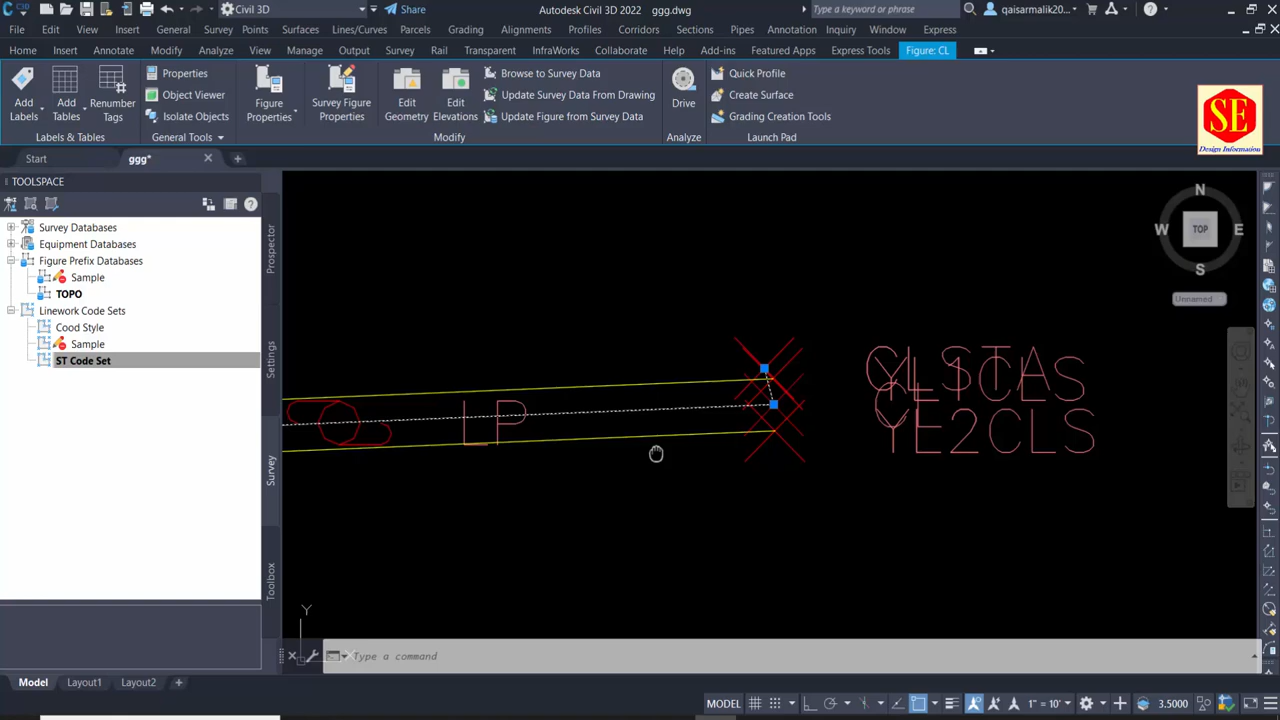 C3D
Civil 3D
Share
Autodesk Civil 3D 2022 ggg.dwg
Type a keyword or phrase
qaisarmalik20...
File Edit View Insert General Survey Points Surfaces Lines/Curves Parcels Grading Alignments Profiles Corridors Sections Pipes Annotation Inquiry Window Express
Home Insert Annotate Modify Analyze View Manage Output Survey Rail Transparent InfraWorks Collaborate Help Add-ins Featured Apps Express Tools Figure: CL
Add Labels
Add Tables
Renumber Tags
Labels & Tables
Properties
Object Viewer
Isolate Objects
General Tools
Figure Properties
Survey Figure Properties
Edit Geometry
Edit Elevations
Browse to Survey Data
Update Survey Data From Drawing
Update Figure from Survey Data
Modify
Drive
Analyze
Quick Profile
Create Surface
Grading Creation Tools
Launch Pad
SE
Design Information
Start
ggg*
TOOLSPACE
Survey Databases
Equipment Databases
Figure Prefix Databases
Sample
TOPO
Linework Code Sets
Cood Style
Sample
ST Code Set
Prospector
Settings
Survey
Toolbox
LP
YL2CLS
N
W TOP E
S
Unnamed
Y
Type a command
Model Layout1 Layout2
MODEL
1" = 10'
3.5000